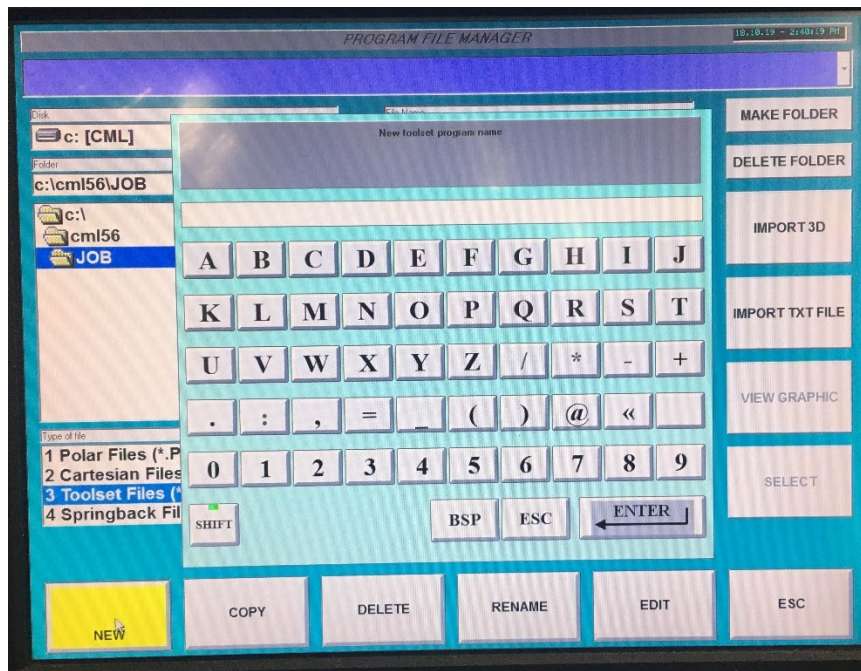 PROGRAM FILE MANAGER
18.10.19 - 2:40:19 PM
Disk
File Name
MAKE FOLDER
c: [CML]
New toolset program name
Folder
DELETE FOLDER
c:\cml56\JOB
c:\
cml56
JOB
IMPORT 3D
A B C D E F G H I J
K L M N O P Q R S T
IMPORT TXT FILE
U V W X Y Z / * - +
VIEW GRAPHIC
. : , = _ ( ) @ «
Type of file
1 Polar Files (*.P
2 Cartesian Files
3 Toolset Files (*
4 Springback Fil
0 1 2 3 4 5 6 7 8 9
SELECT
SHIFT BSP ESC ENTER
NEW COPY DELETE RENAME EDIT ESC